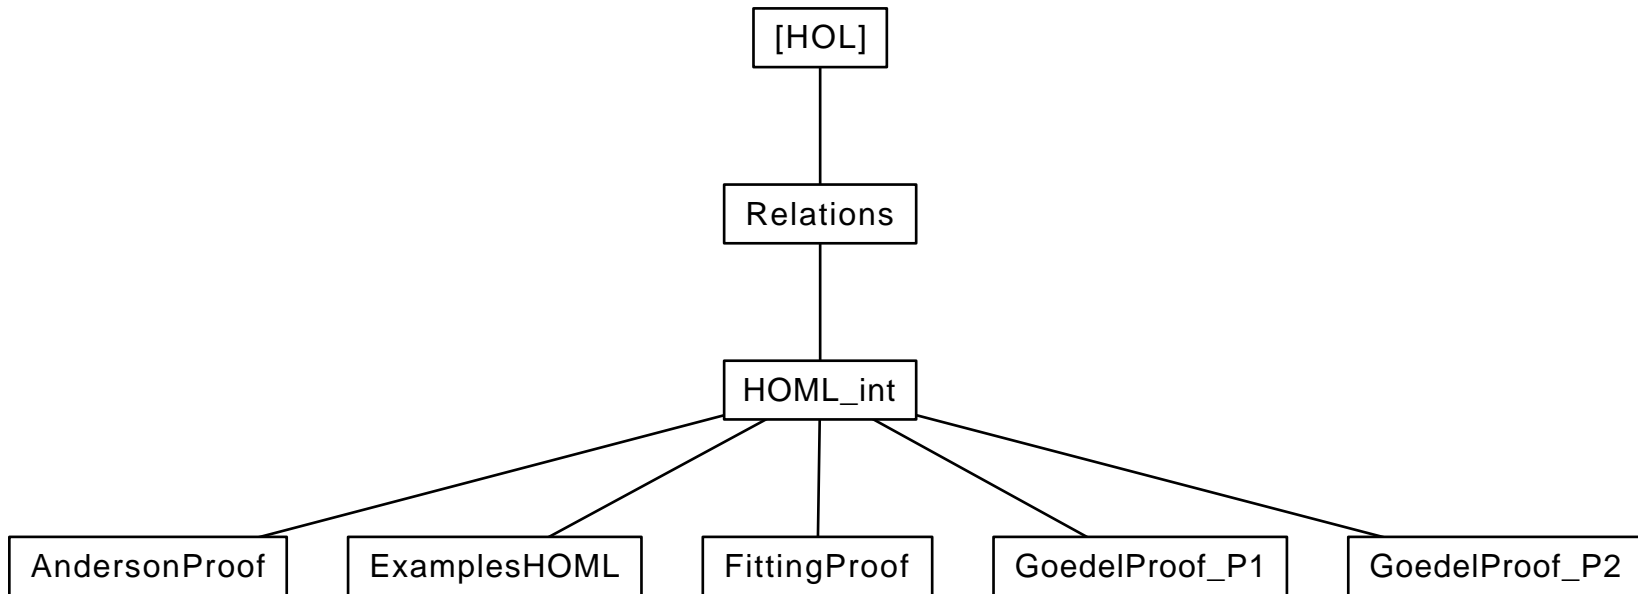 [HOL]
Relations
HOML_int
AndersonProof
ExamplesHOML
FittingProof
GoedelProof_P1
GoedelProof_P2